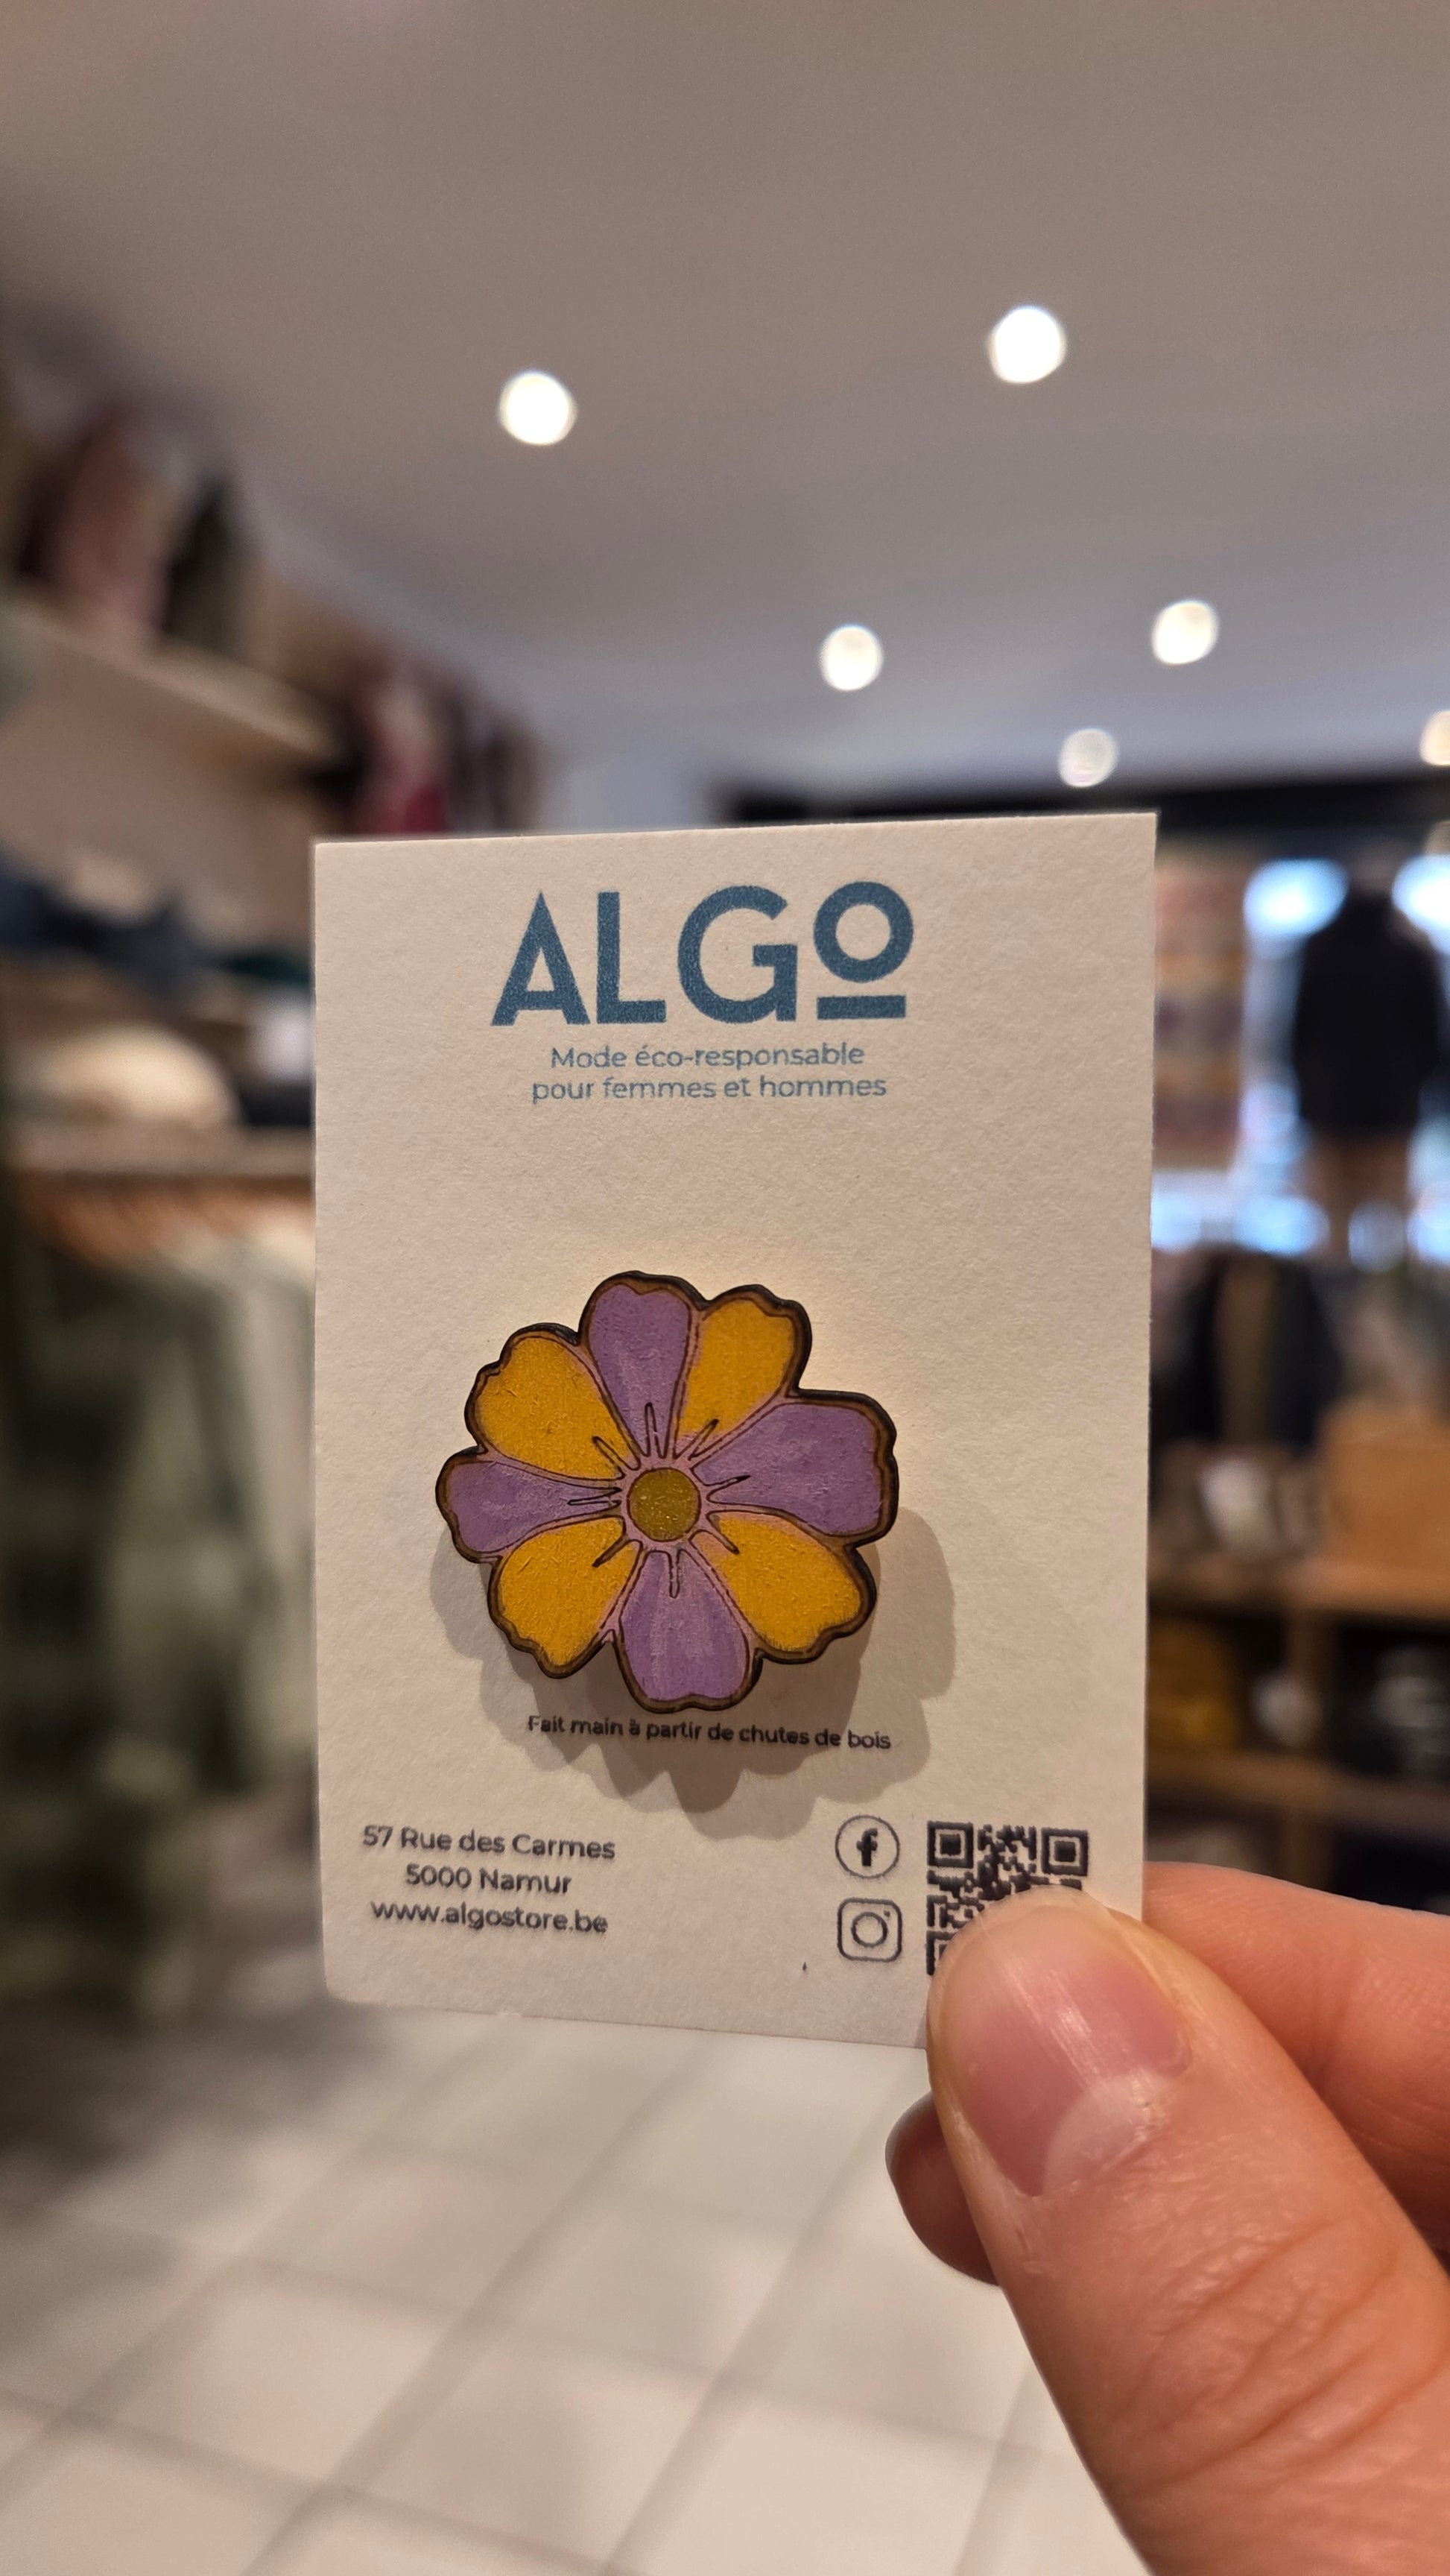 ALGO
Mode éco-responsable
pour femmes et hommes
Fait main à partir de chutes de bois
57 Rue des Carmes
5000 Namur
www.algostore.be